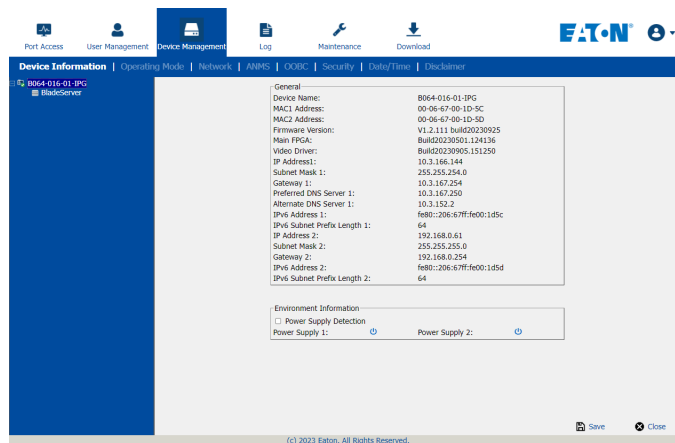 EATON
Port Access User Management Device Management Log Maintenance Download
Device Information | Operating Mode | Network | ANMS | OOBC | Security | Date/Time | Disclaimer
B064-016-01-IPG
BladeServer
General
Device Name: B064-016-01-IPG
MAC1 Address: 00-06-67-00-1D-5C
MAC2 Address: 00-06-67-00-1D-5D
Firmware Version: V1.2.111 build20230925
Main FPGA: Build20230501.124136
Video Driver: Build20230905.151250
IP Address1: 10.3.166.144
Subnet Mask 1: 255.255.254.0
Gateway 1: 10.3.167.254
Preferred DNS Server 1: 10.3.167.250
Alternate DNS Server 1: 10.3.152.2
IPv6 Address 1: fe80::206:67ff:fe00:1d5c
IPv6 Subnet Prefix Length 1: 64
IP Address 2: 192.168.0.61
Subnet Mask 2: 255.255.255.0
Gateway 2: 192.168.0.254
IPv6 Address 2: fe80::206:67ff:fe00:1d5d
IPv6 Subnet Prefix Length 2: 64
Environment Information
Power Supply Detection
Power Supply 1: Power Supply 2:
Save Close
(c) 2023 Eaton. All Rights Reserved.